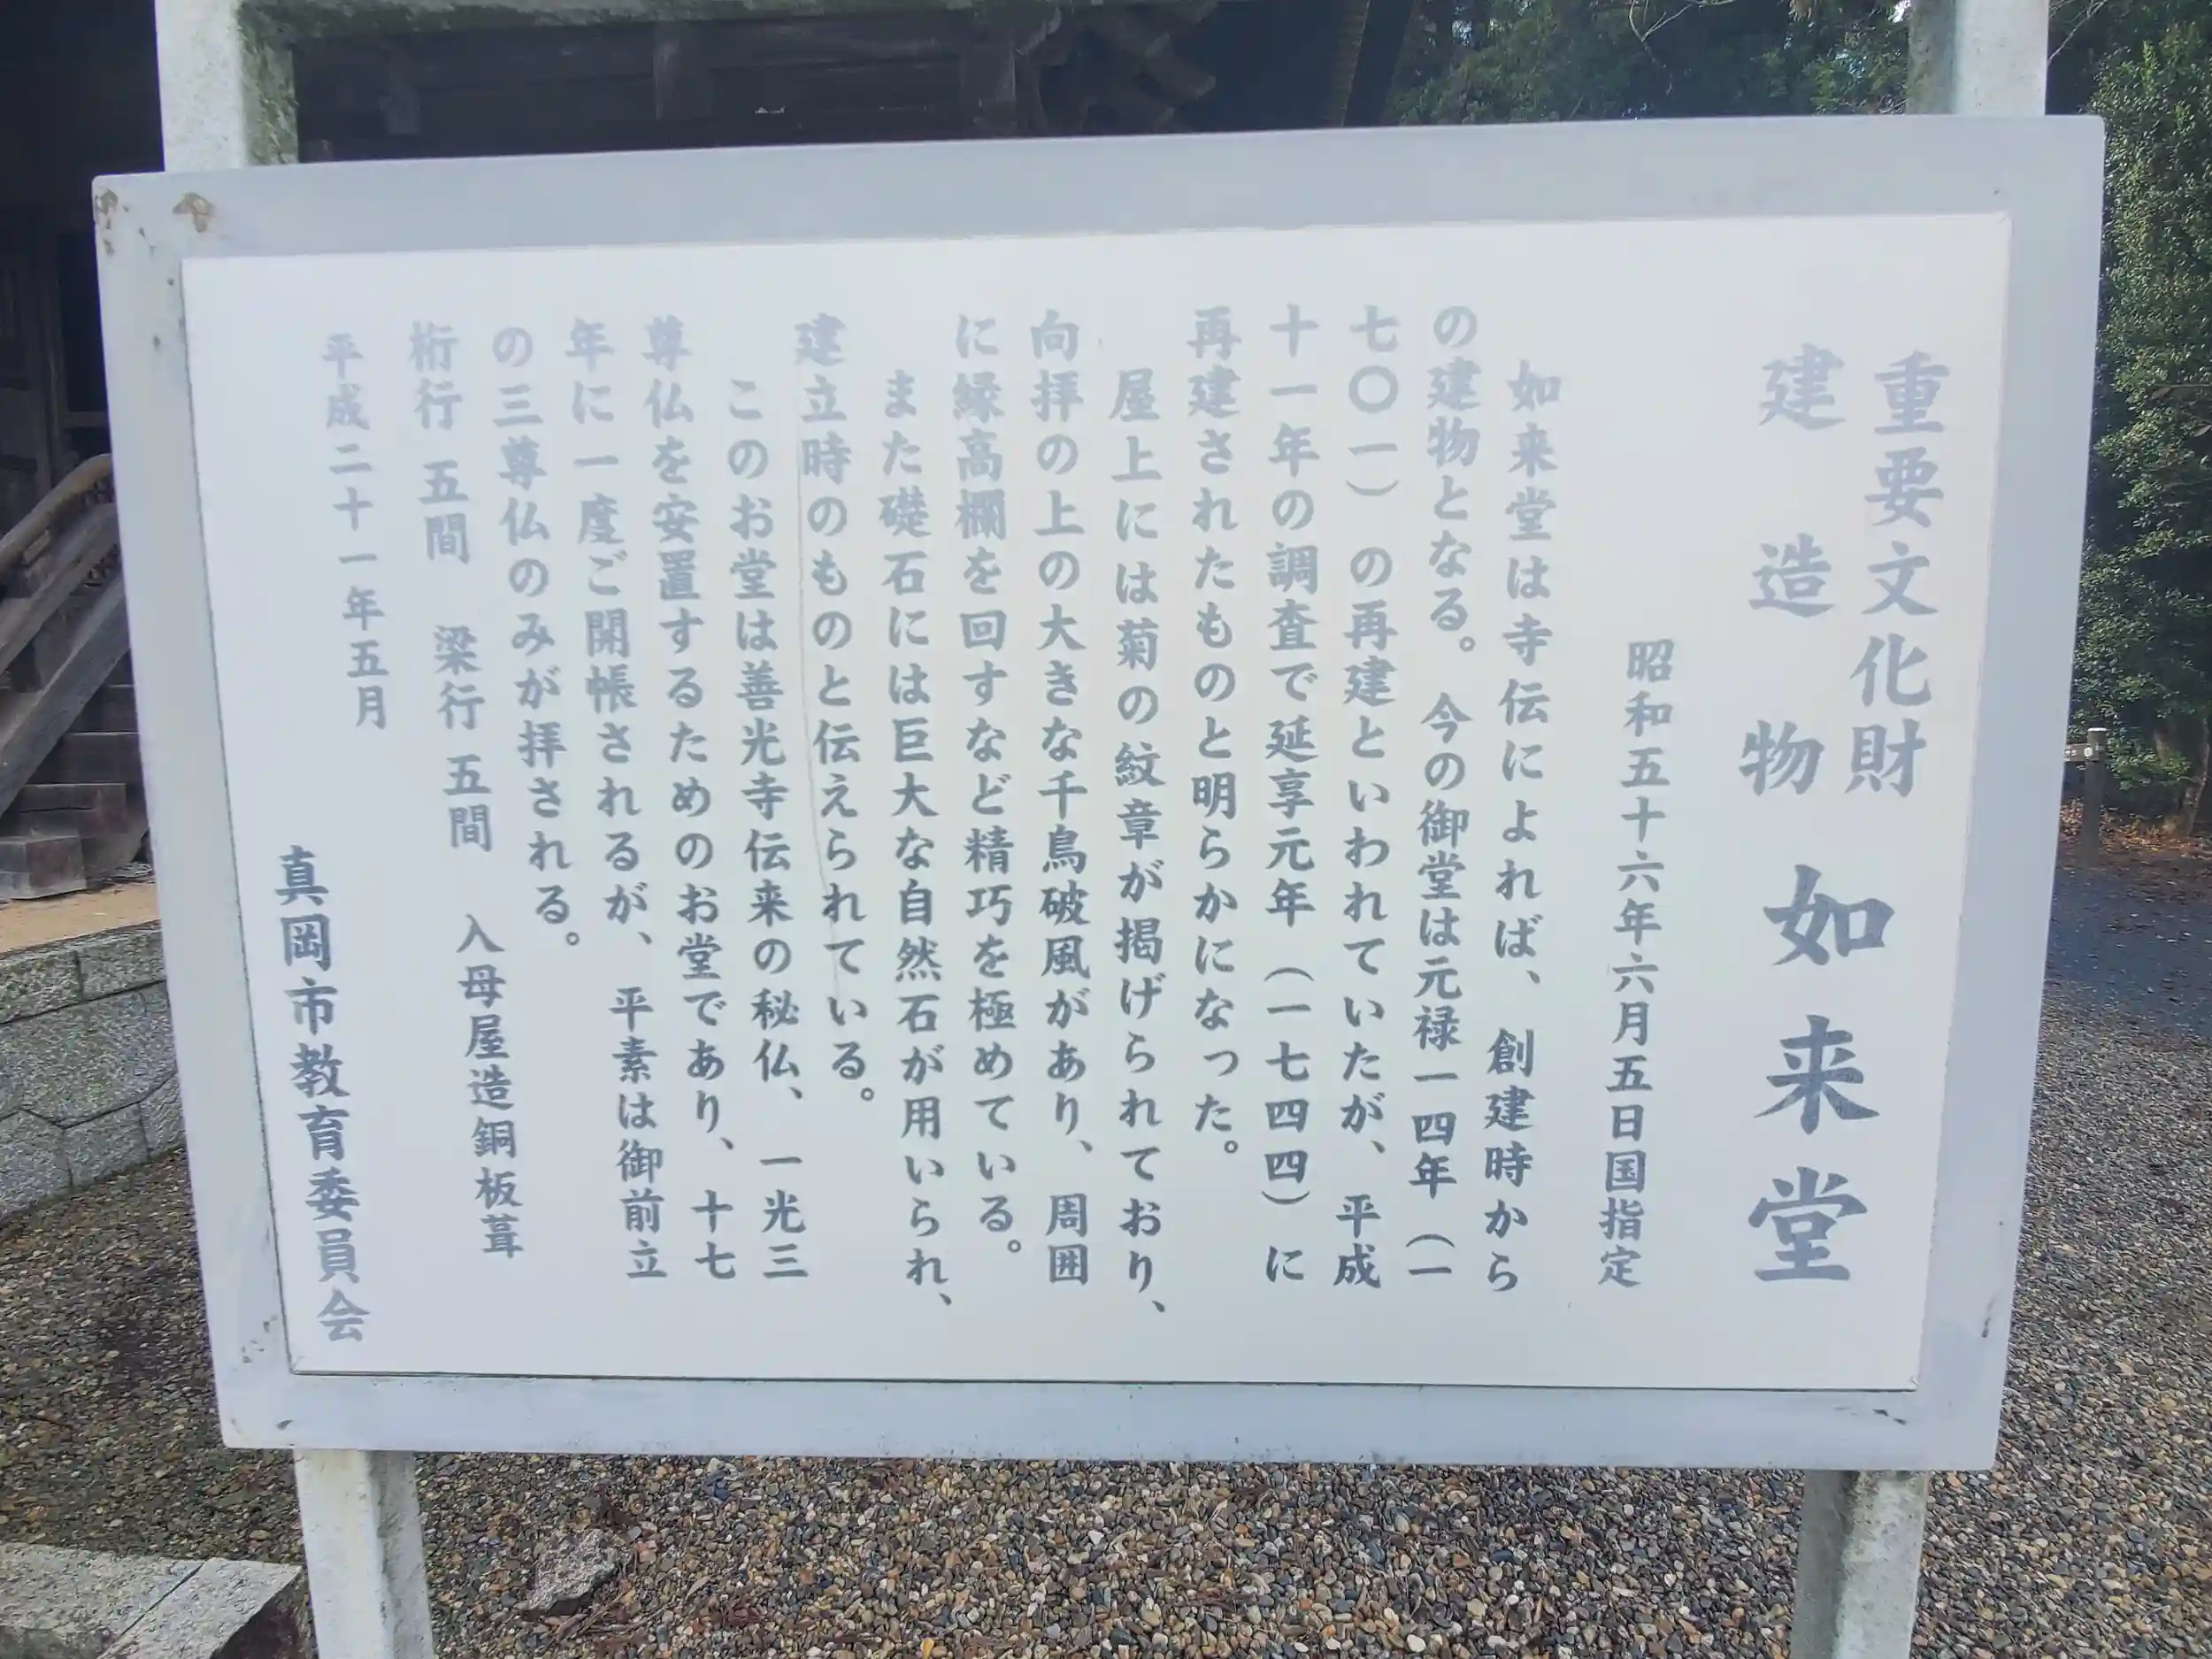 重要文化財
建造物
如来堂
昭和五十六年六月五日国指定
如来堂は寺伝によれば、創建時から
の建物となる。今の御堂は元禄一四年（一
七〇一）の再建といわれていたが、平成
十一年の調査で延享元年（一七四四）に
再建されたものと明らかになった。
屋上には菊の紋章が掲げられており、
向拝の上の大きな千鳥破風があり、周囲
に縁高欄を回すなど精巧を極めている。
また礎石には巨大な自然石が用いられ、
建立時のものと伝えられている。
このお堂は善光寺伝来の秘仏、一光三
尊仏を安置するためのお堂であり、十七
年に一度ご開帳されるが、平素は御前立
の三尊仏のみが拝される。
桁行 五間 梁行 五間 入母屋造銅板葺
平成二十一年五月
真岡市教育委員会